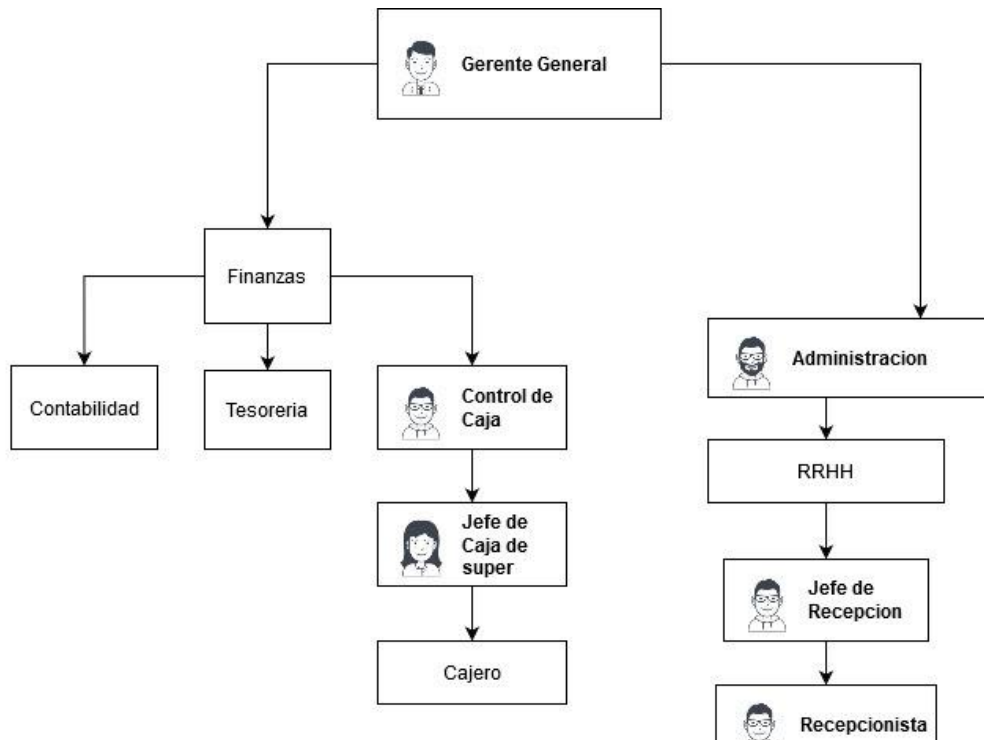 Gerente General
Finanzas
Contabilidad
Tesoreria
Control de
Caja
Administracion
RRHH
Jefe de
Caja de
super
Jefe de
Recepcion
Cajero
Recepcionista